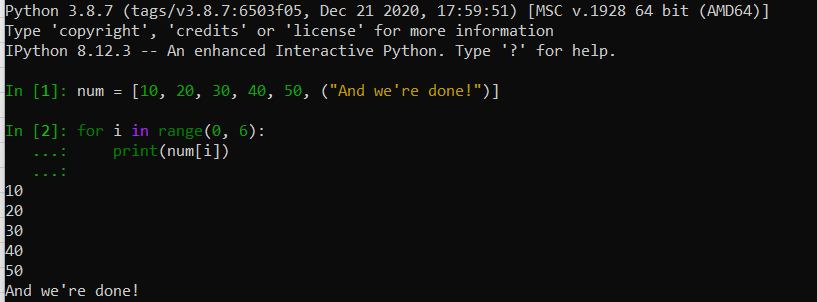 Python 3.8.7 (tags/v3.8.7:6503f05, Dec 21 2020, 17:59:51) [MSC v.1928 64 bit (AMD64)]
Type 'copyright', 'credits' or 'license' for more information
IPython 8.12.3 -- An enhanced Interactive Python. Type '?' for help.
In [1]: num = [10, 20, 30, 40, 50, ("And we're done!")]
In [2]: for i in range(0, 6):
   ...:     print(num[i])
   ...:
10
20
30
40
50
And we're done!